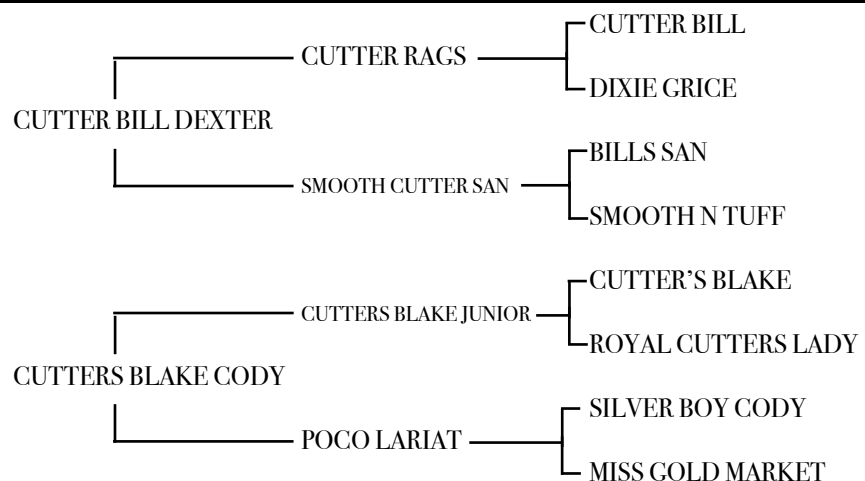 CUTTER BILL
CUTTER RAGS
DIXIE GRICE
CUTTER BILL DEXTER
BILLS SAN
SMOOTH CUTTER SAN
SMOOTH N TUFF
CUTTER’S BLAKE
CUTTERS BLAKE JUNIOR
ROYAL CUTTERS LADY
CUTTERS BLAKE CODY
SILVER BOY CODY
POCO LARIAT
MISS GOLD MARKET